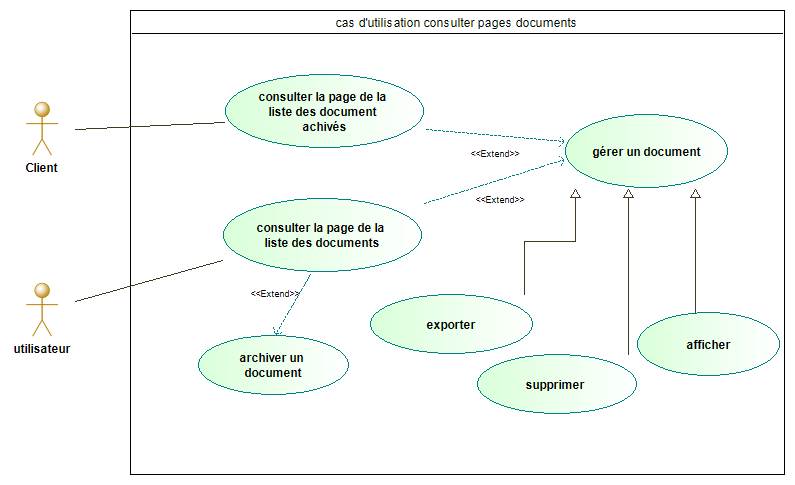 cas d'utilisation consulter pages documents
consulter la page de la
liste des document
achivés
Client
<<Extend>>
gérer un document
<<Extend>>
consulter la page de la
liste des documents
<<Extend>>
utilisateur
archiver un
document
exporter
supprimer
afficher